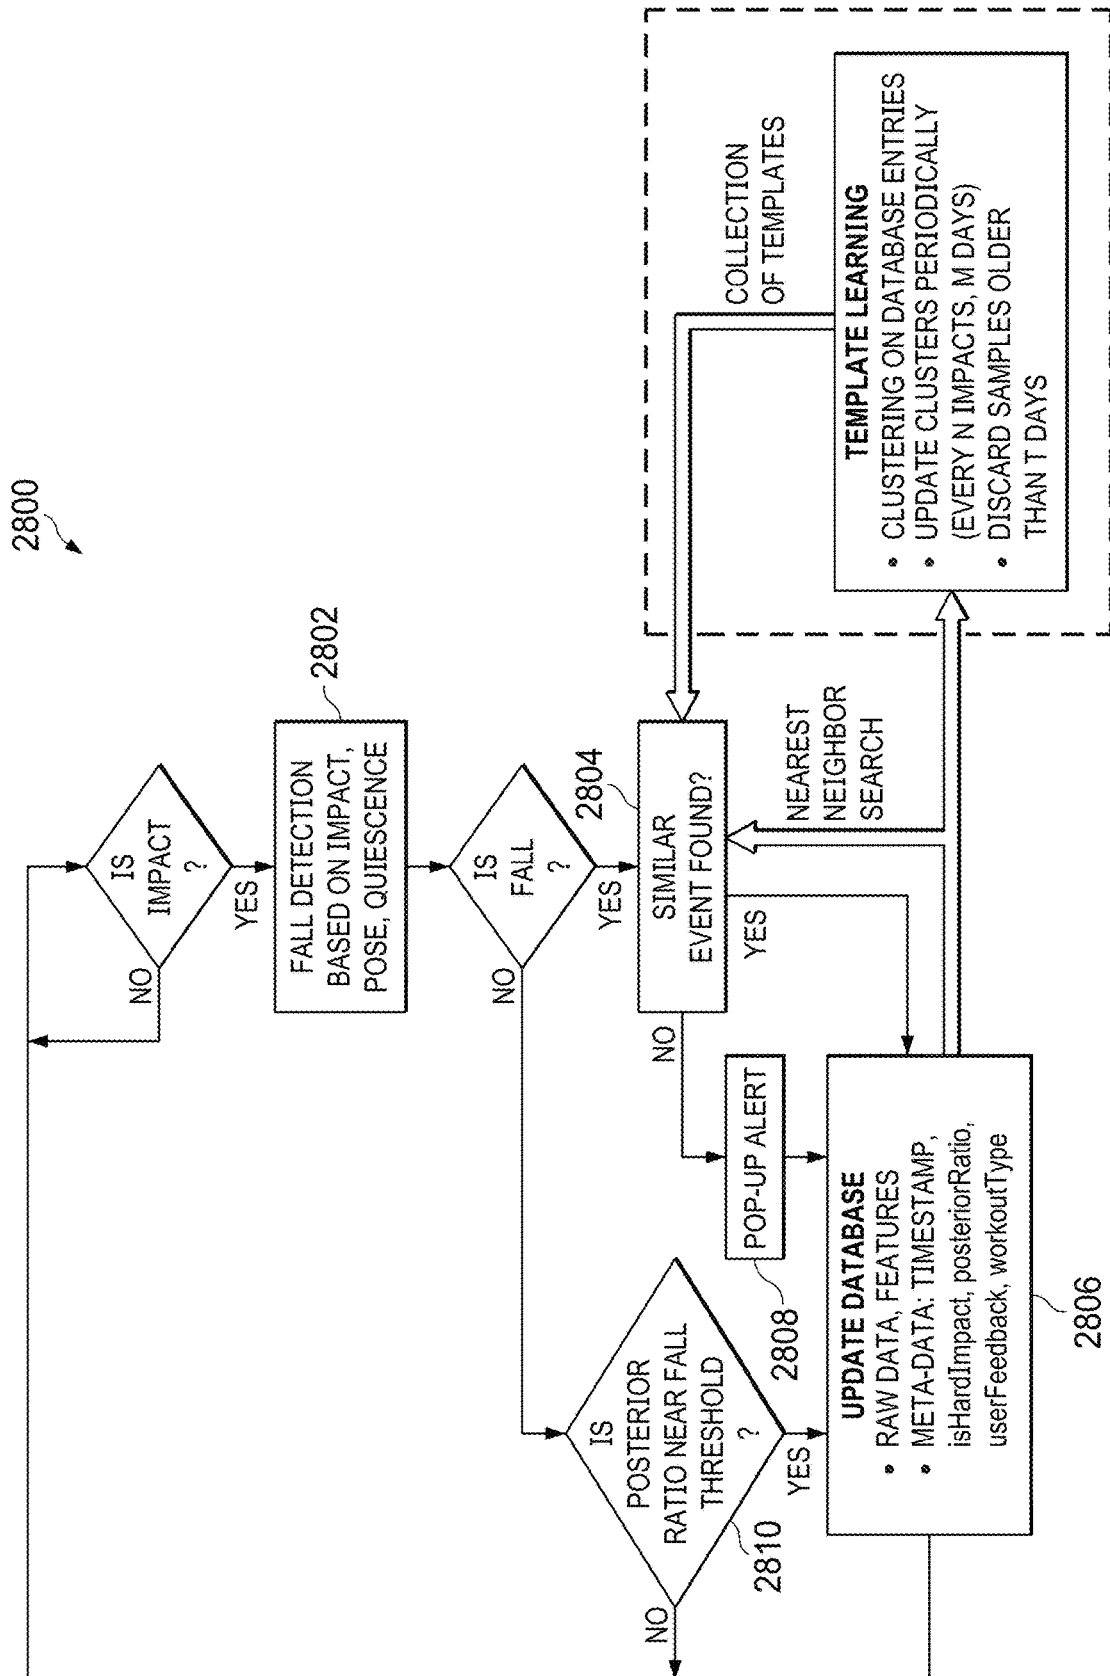 2800
IS
IMPACT
?
NO
YES
FALL DETECTION
BASED ON IMPACT,
POSE, QUIESCENCE
2802
IS
FALL
?
NO
YES
SIMILAR
EVENT FOUND?
2804
NO
YES
COLLECTION
OF TEMPLATES
NEAREST
NEIGHBOR
SEARCH
TEMPLATE LEARNING
• CLUSTERING ON DATABASE ENTRIES
• UPDATE CLUSTERS PERIODICALLY
(EVERY N IMPACTS, M DAYS)
• DISCARD SAMPLES OLDER
THAN T DAYS
POP-UP ALERT
2808
IS
POSTERIOR
RATIO NEAR FALL
THRESHOLD
?
NO
YES
2810
UPDATE DATABASE
• RAW DATA, FEATURES
• META-DATA: TIMESTAMP,
isHardImpact, posteriorRatio,
userFeedback, workoutType
2806